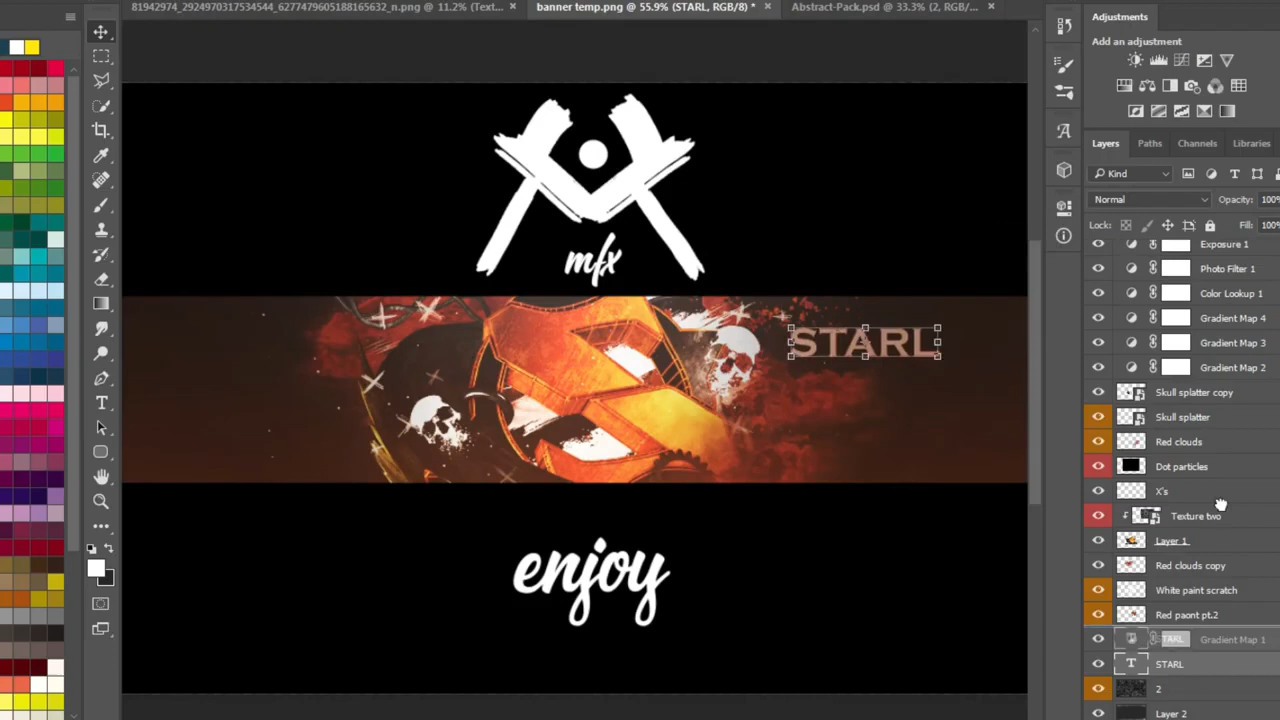 81942974_2924970317534544_6277479605188165632_n.png @ 11.2% (Text...
banner temp.png @ 55.9% (STARL, RGB/8) *
Abstract-Pack.psd @ 33.3% (2, RGB/...
Adjustments
Add an adjustment
Layers
Paths
Channels
Libraries
Kind
Normal
Opacity: 100%
Lock:
Fill: 100%
Exposure 1
Photo Filter 1
Color Lookup 1
Gradient Map 4
Gradient Map 3
Gradient Map 2
Skull splatter copy
Skull splatter
Red clouds
Dot particles
X's
Texture two
Layer 1
Red clouds copy
White paint scratch
Red paont pt.2
Gradient Map 1
STARL
2
Layer 2
mfx
STARL
enjoy